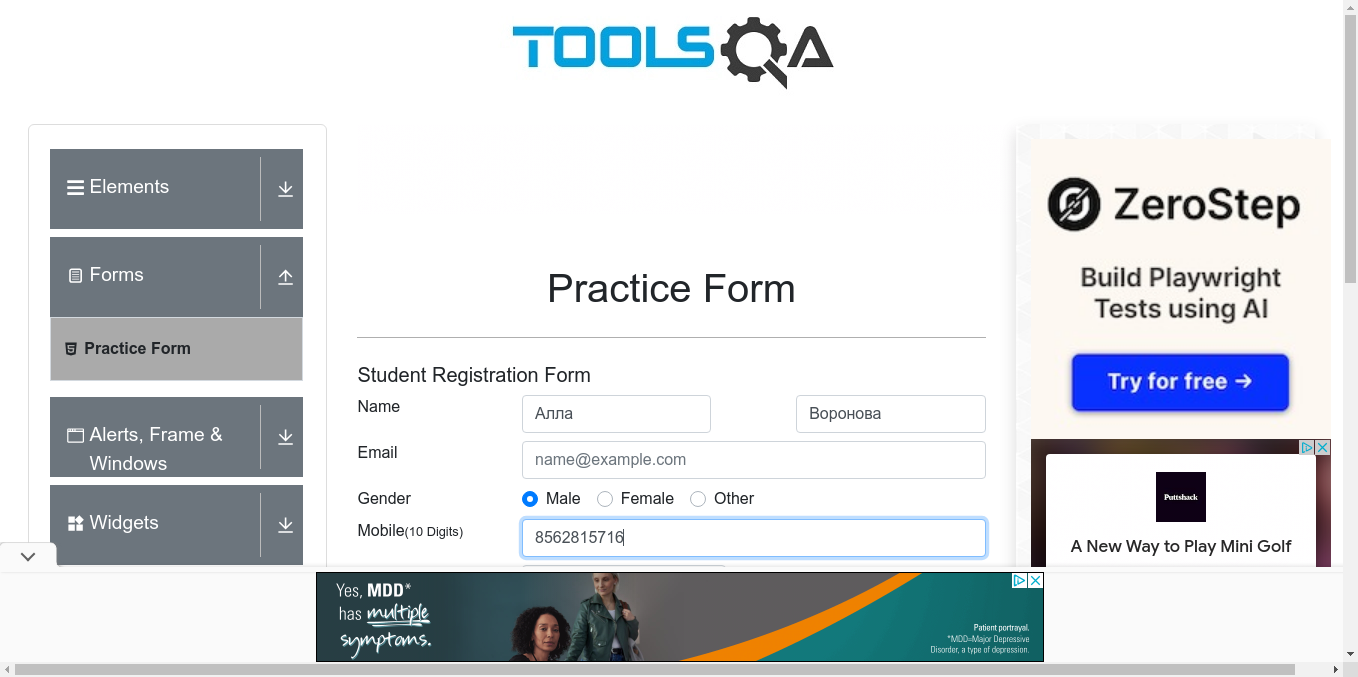 TOOLSQA
Elements
Forms
Practice Form
Alerts, Frame &
Windows
Widgets
Practice Form
Student Registration Form
Name
Алла
Воронова
Email
name@example.com
Gender
Male
Female
Other
Mobile(10 Digits)
8562815716
ZeroStep
Build Playwright
Tests using AI
Try for free →
Puttshack
A New Way to Play Mini Golf
Yes, MDD*
has multiple
symptoms.
Patient portrayal.
*MDD=Major Depressive
Disorder, a type of depression.